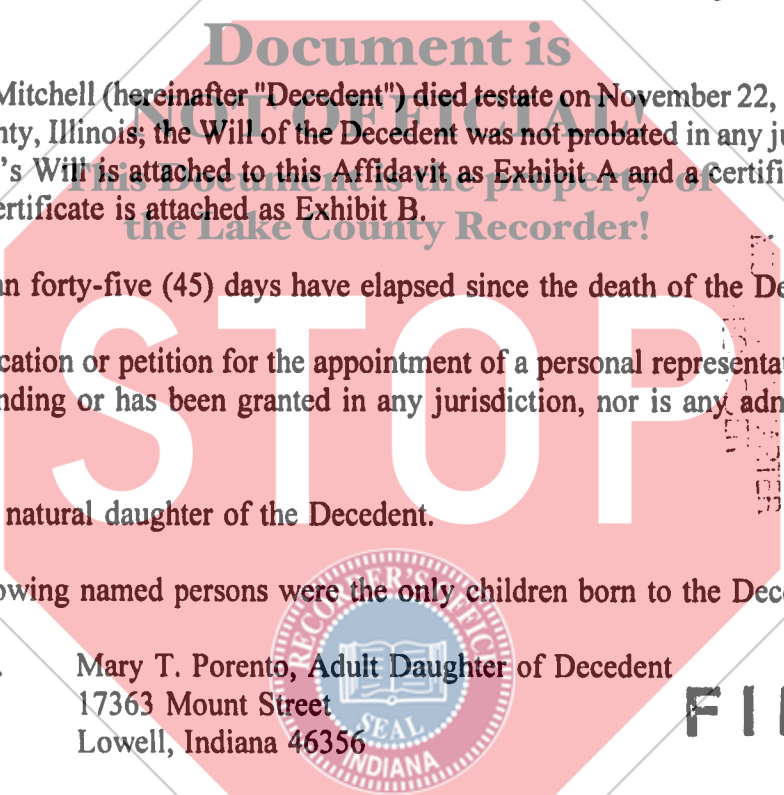 Document is
Mitchell (hereinafter "Decedent") died testate on November 22,
NOT OFFICIAL!
nty, Illinois; the Will of the Decedent was not probated in any ju
's Will is attached to this Affidavit as Exhibit A and a certifi
This Document is the property of
ertificate is attached as Exhibit B.
the Lake County Recorder!
an forty-five (45) days have elapsed since the death of the De
STOP
cation or petition for the appointment of a personal representat
nding or has been granted in any jurisdiction, nor is any adm
natural daughter of the Decedent.
owing named persons were the only children born to the Dece
RECORDER'S OFFICE
Mary T. Porento, Adult Daughter of Decedent
17363 Mount Street
FI
SEAL
Lowell, Indiana 46356
INDIANA